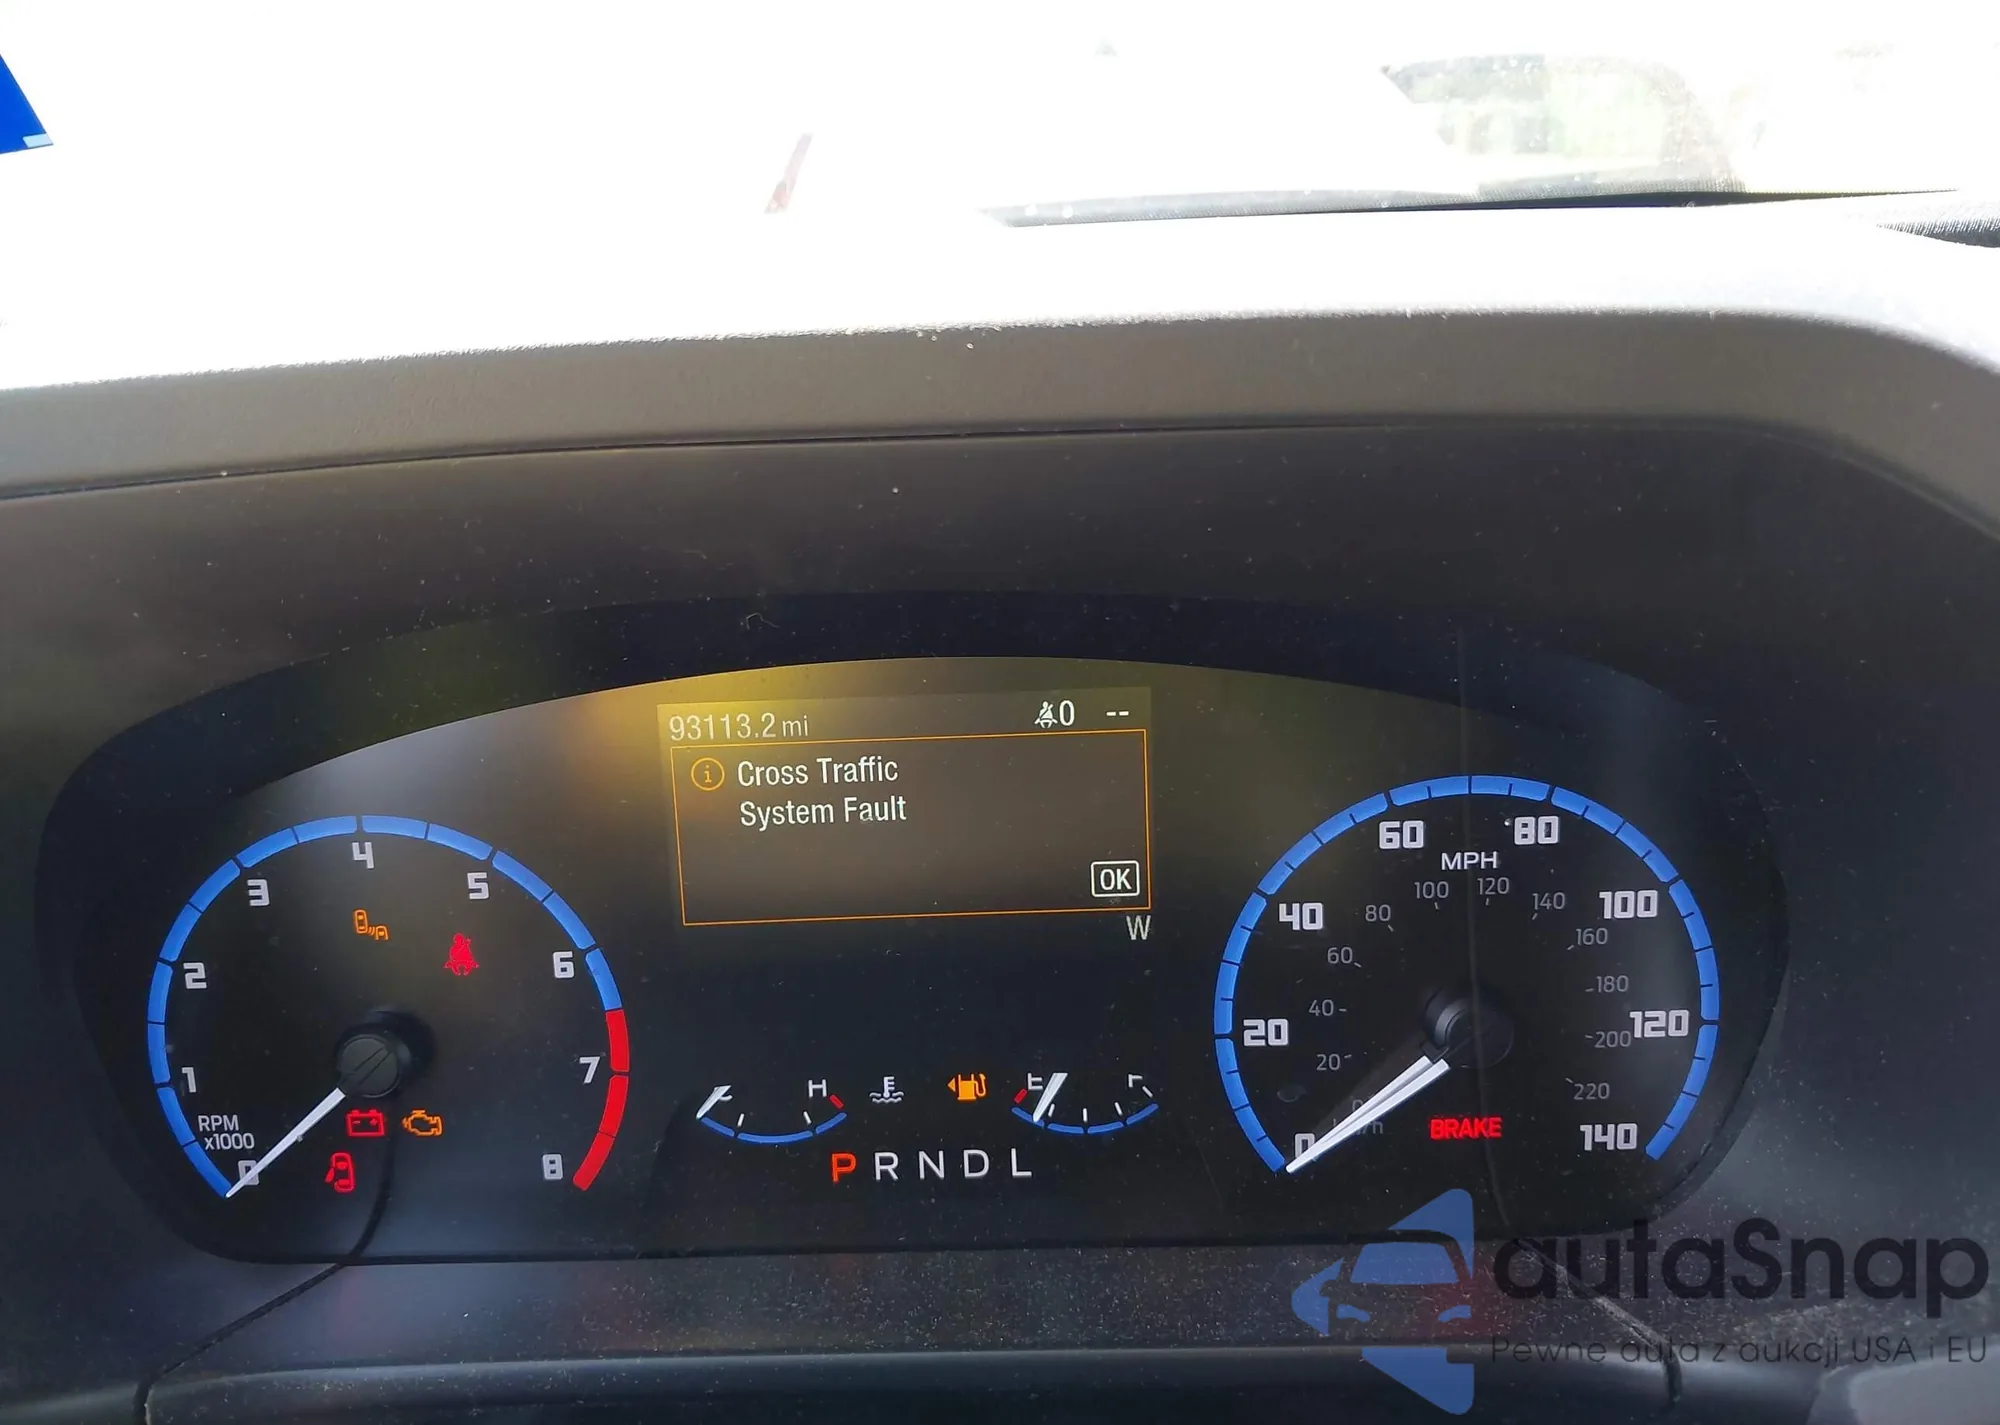 93113.2 mi
0 --
i Cross Traffic
System Fault
OK
W
0
1
2
3
4
5
6
7
8
RPM
x1000
H
E
P R N D L
0
20
40
60
80
100
120
140
MPH
20
40
60
80
100
120
140
160
180
200
220
BRAKE
autaSnap
Pewne auta z aukcji USA i EU